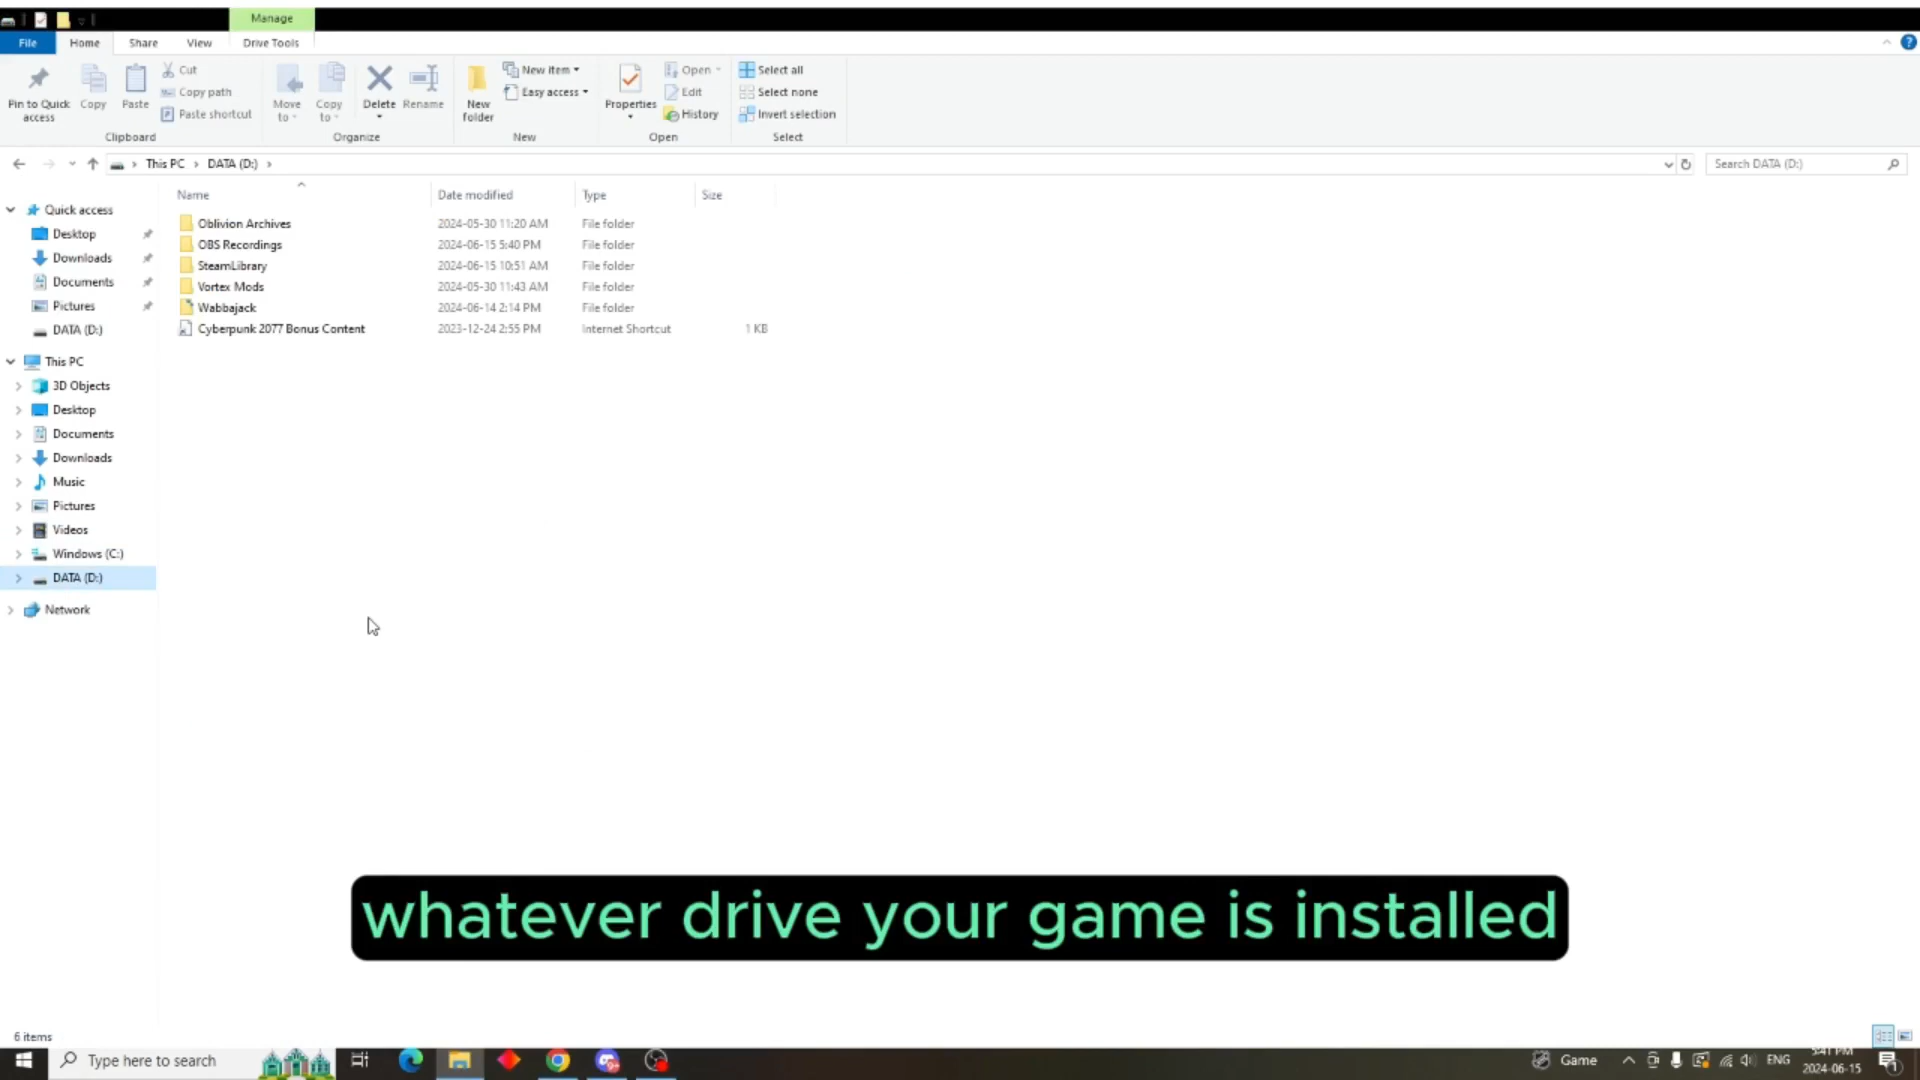 Manage
File Home Share View Drive Tools
Pin to Quick access
Copy
Paste
Cut
Copy path
Paste shortcut
Clipboard
Move to
Copy to
Delete
Rename
Organize
New folder
New item
Easy access
New
Properties
Open
Edit
History
Open
Select all
Select none
Invert selection
Select
This PC > DATA (D:) >
Search DATA (D:)
Name Date modified Type Size
Oblivion Archives 2024-05-30 11:20 AM File folder
OBS Recordings 2024-06-15 5:40 PM File folder
SteamLibrary 2024-06-15 10:51 AM File folder
Vortex Mods 2024-05-30 11:43 AM File folder
Wabbajack 2024-06-14 2:14 PM File folder
Cyberpunk 2077 Bonus Content 2023-12-24 2:55 PM Internet Shortcut 1 KB
Quick access
Desktop
Downloads
Documents
Pictures
DATA (D:)
This PC
3D Objects
Desktop
Documents
Downloads
Music
Pictures
Videos
Windows (C:)
DATA (D:)
Network
whatever drive your game is installed
6 items
Type here to search
Game
ENG
5:41 PM
2024-06-15